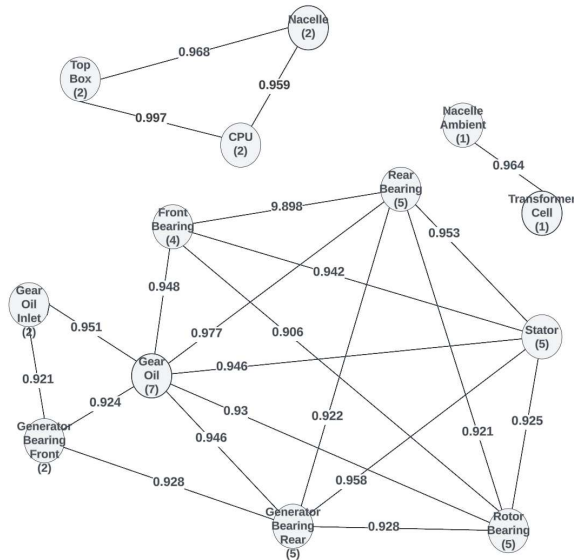 Nacelle
(2)
0.968
Top
Box
(2)
0.959
0.997
CPU
(2)
Nacelle
Ambient
(1)
0.964
Transformer
Cell
(1)
Rear
Bearing
(5)
9.898
Front
Bearing
(4)
0.953
0.942
0.948
Gear
Oil
Inlet
(2)
0.951
0.977
0.906
Stator
(5)
0.946
Gear
Oil
(7)
0.921
0.924
0.93
0.922
0.925
0.921
Generator
Bearing
Front
(2)
0.946
0.928
0.958
Generator
Bearing
Rear
(5)
0.928
Rotor
Bearing
(5)